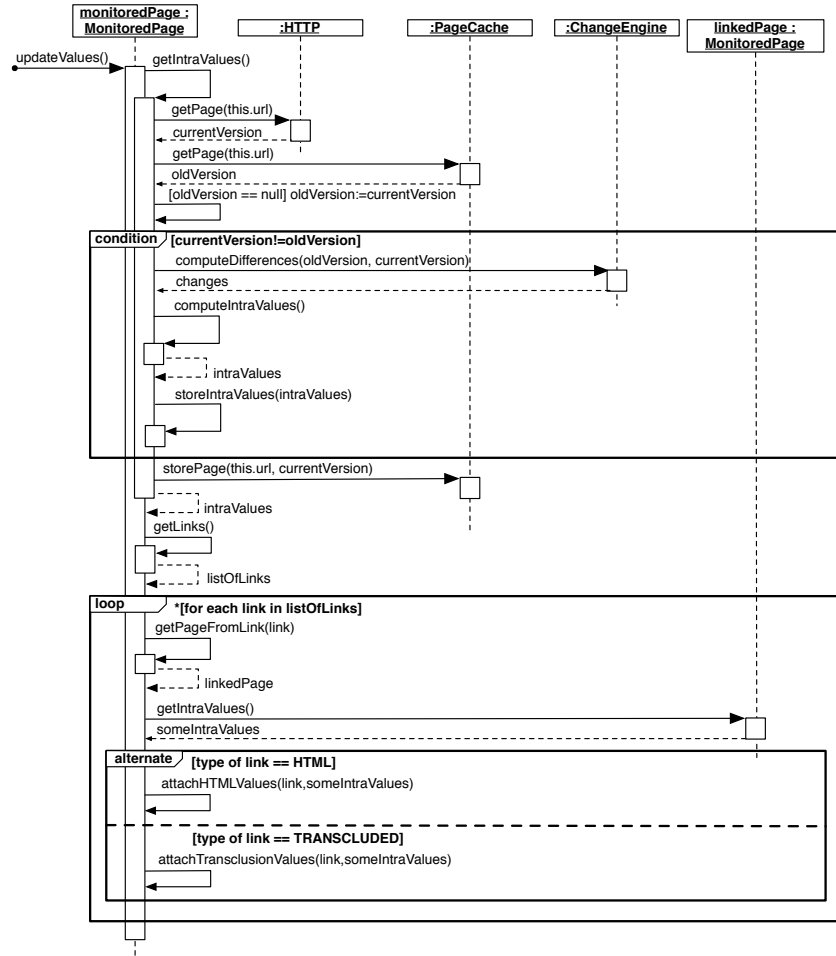 monitoredPage :
MonitoredPage
:HTTP
:PageCache
:ChangeEngine
linkedPage :
MonitoredPage
updateValues()
getIntraValues()
getPage(this.url)
currentVersion
getPage(this.url)
oldVersion
[oldVersion == null] oldVersion:=currentVersion
condition
[currentVersion!=oldVersion]
computeDifferences(oldVersion, currentVersion)
changes
computeIntraValues()
intraValues
storeIntraValues(intraValues)
storePage(this.url, currentVersion)
intraValues
getLinks()
listOfLinks
loop
*[for each link in listOfLinks]
getPageFromLink(link)
linkedPage
getIntraValues()
someIntraValues
alternate
[type of link == HTML]
attachHTMLValues(link,someIntraValues)
[type of link == TRANSCLUDED]
attachTransclusionValues(link,someIntraValues)